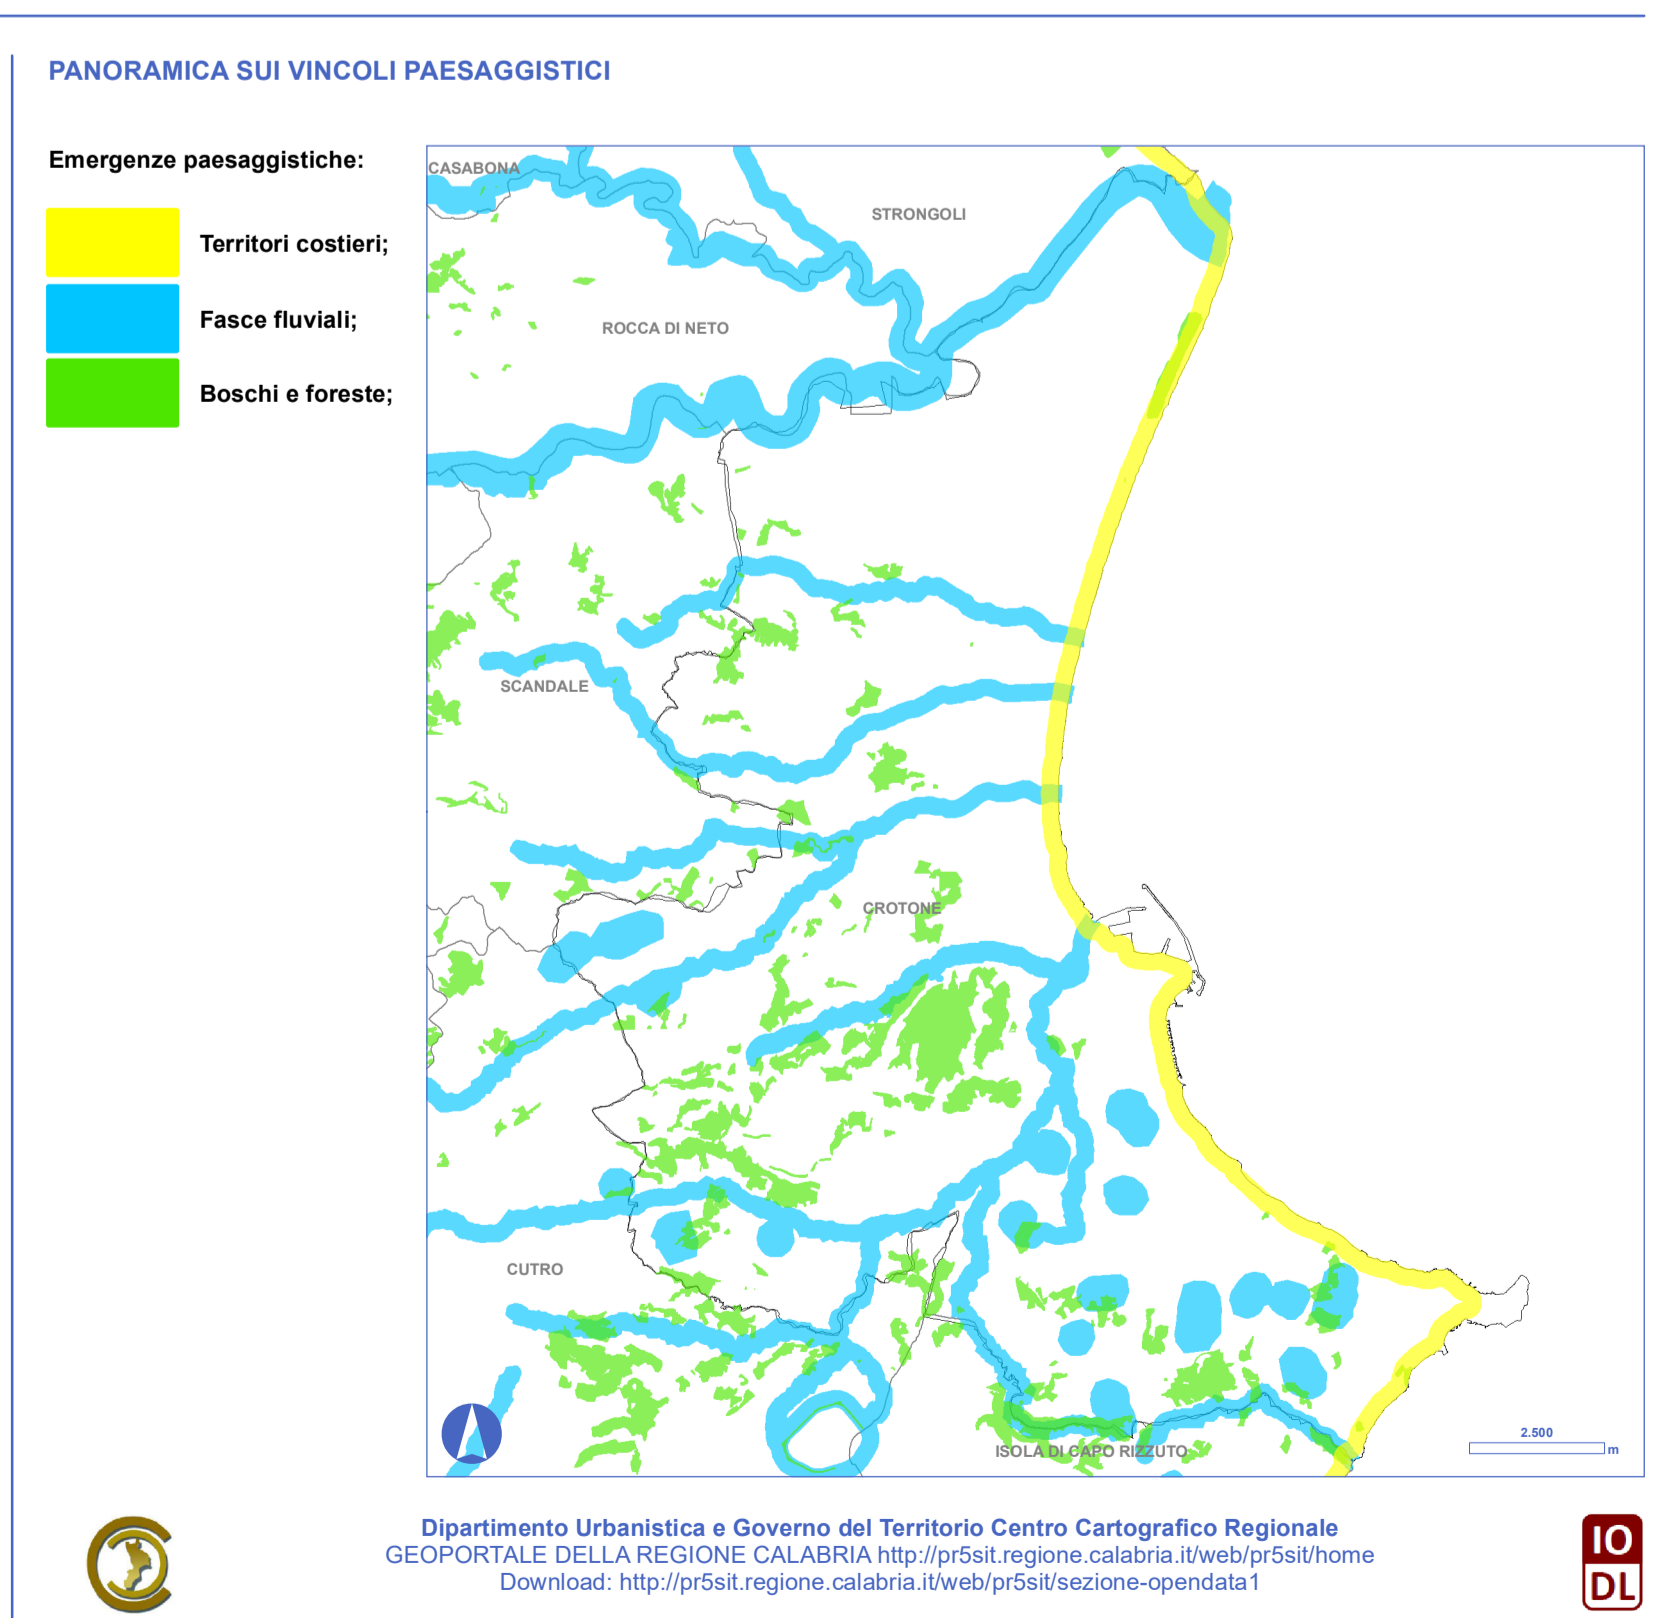 PANORAMICA SUI VINCOLI PAESAGGISTICI
Emergenze paesaggistiche:
Territori costieri;
Fasce fluviali;
Boschi e foreste;
CASABONA
STRONGOLI
ROCCA DI NETO
SCANDALE
CROTONE
CUTRO
ISOLA DI CAPO RIZZUTO
2.500
m
Dipartimento Urbanistica e Governo del Territorio Centro Cartografico Regionale
GEOPORTALE DELLA REGIONE CALABRIA http://pr5sit.regione.calabria.it/web/pr5sit/home
Download: http://pr5sit.regione.calabria.it/web/pr5sit/sezione-opendata1
IO
DL